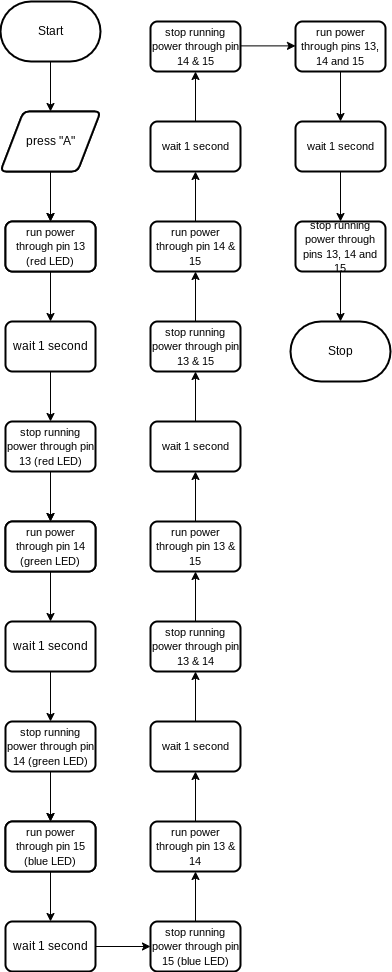 Start
press "A"
run power
through pin 13
(red LED)
wait 1 second
stop running
power through pin
13 (red LED)
run power
through pin 14
(green LED)
wait 1 second
stop running
power through pin
14 (green LED)
run power
through pin 15
(blue LED)
wait 1 second
stop running
power through pin
15 (blue LED)
run power
through pin 13 &
14
wait 1 second
stop running
power through pin
13 & 14
run power
through pin 13 &
15
wait 1 second
stop running
power through pin
13 & 15
run power
through pin 14 &
15
wait 1 second
stop running
power through pin
14 & 15
run power
through pins 13,
14 and 15
wait 1 second
stop running
power through
pins 13, 14 and
15
Stop